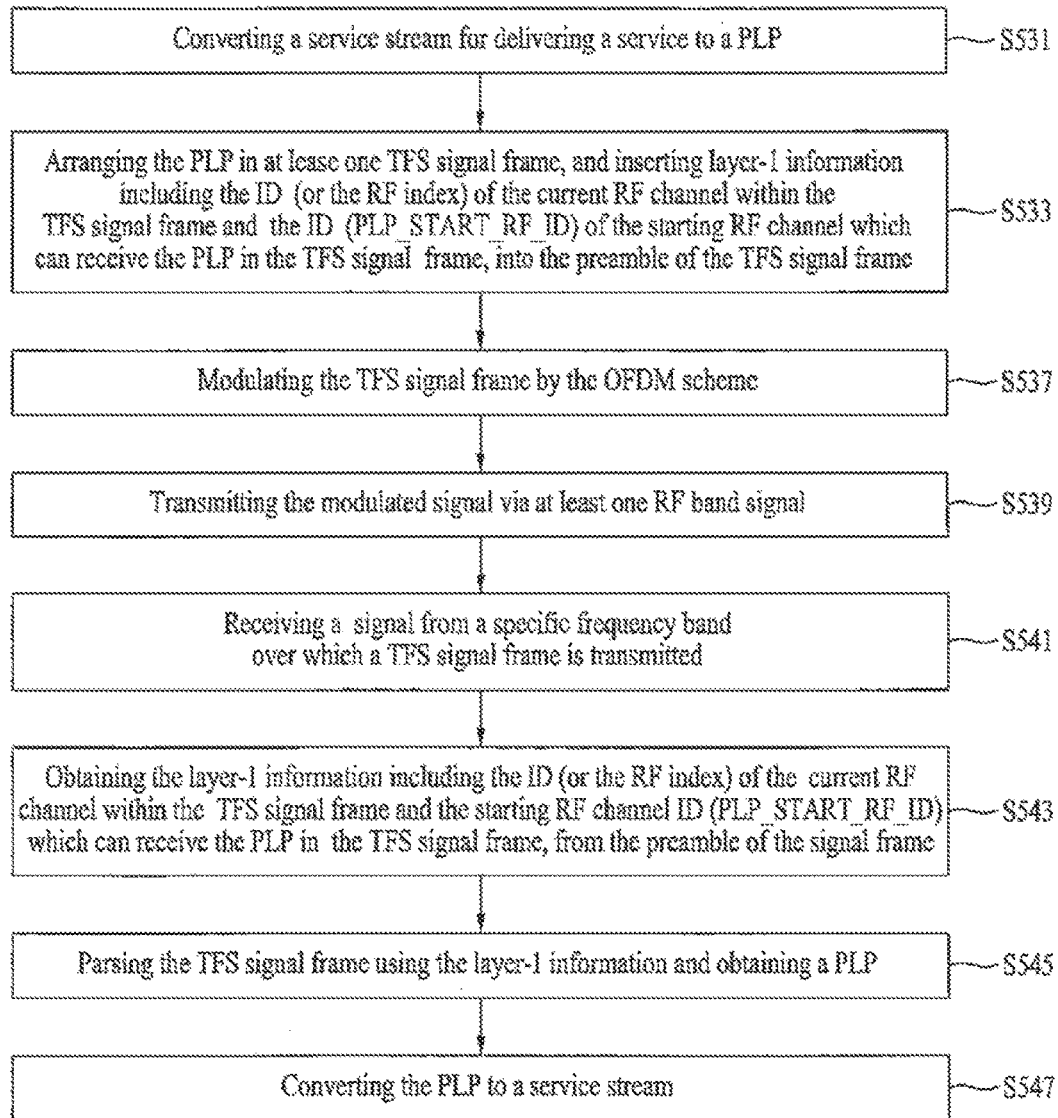 Converting a service stream for delivering a service to a PLP
S531
Arranging the PLP in at lease one TFS signal frame, and inserting layer-1 information
including the ID (or the RF index) of the current RF channel within the
TFS signal frame and the ID (PLP_START_RF_ID) of the starting RF channel which
can receive the PLP in the TFS signal frame, into the preamble of the TFS signal frame
S533
Modulating the TFS signal frame by the OFDM scheme
S537
Transmitting the modulated signal via at least one RF band signal
S539
Receiving a signal from a specific frequency band
over which a TFS signal frame is transmitted
S541
Obtaining the layer-1 information including the ID (or the RF index) of the current RF
channel within the TFS signal frame and the starting RF channel ID (PLP_START_RF_ID)
which can receive the PLP in the TFS signal frame, from the preamble of the signal frame
S543
Parsing the TFS signal frame using the layer-1 information and obtaining a PLP
S545
Converting the PLP to a service stream
S547